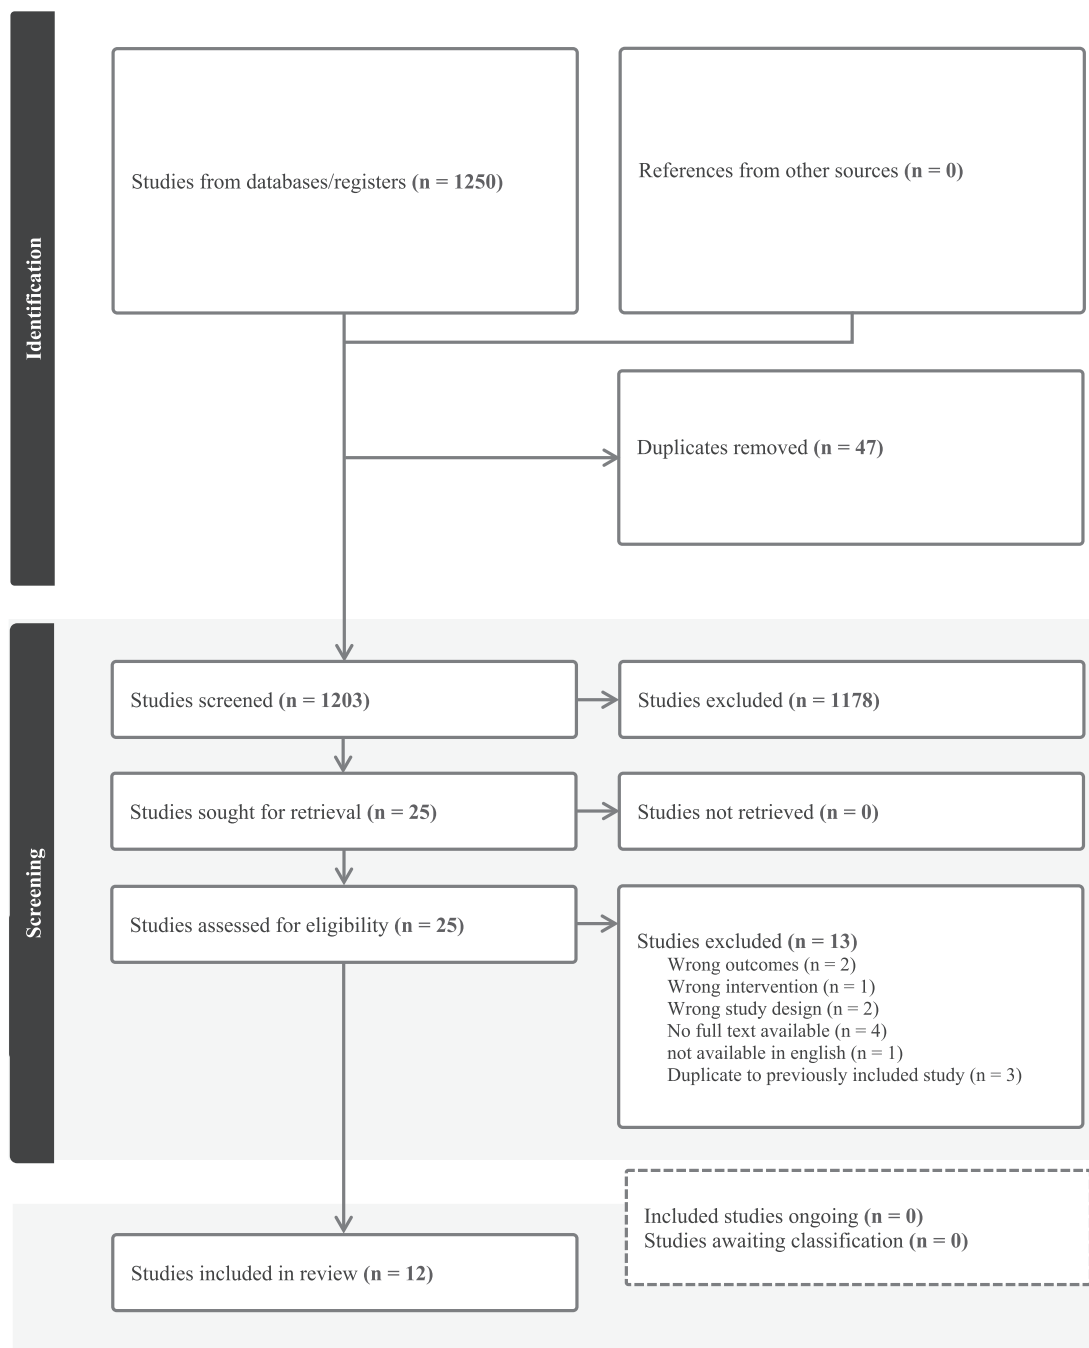 Identification
Studies from databases/registers (n = 1250)
References from other sources (n = 0)
Duplicates removed (n = 47)
Screening
Studies screened (n = 1203)
Studies excluded (n = 1178)
Studies sought for retrieval (n = 25)
Studies not retrieved (n = 0)
Studies assessed for eligibility (n = 25)
Studies excluded (n = 13)
Wrong outcomes (n = 2)
Wrong intervention (n = 1)
Wrong study design (n = 2)
No full text available (n = 4)
not available in english (n = 1)
Duplicate to previously included study (n = 3)
Included studies ongoing (n = 0)
Studies awaiting classification (n = 0)
Studies included in review (n = 12)